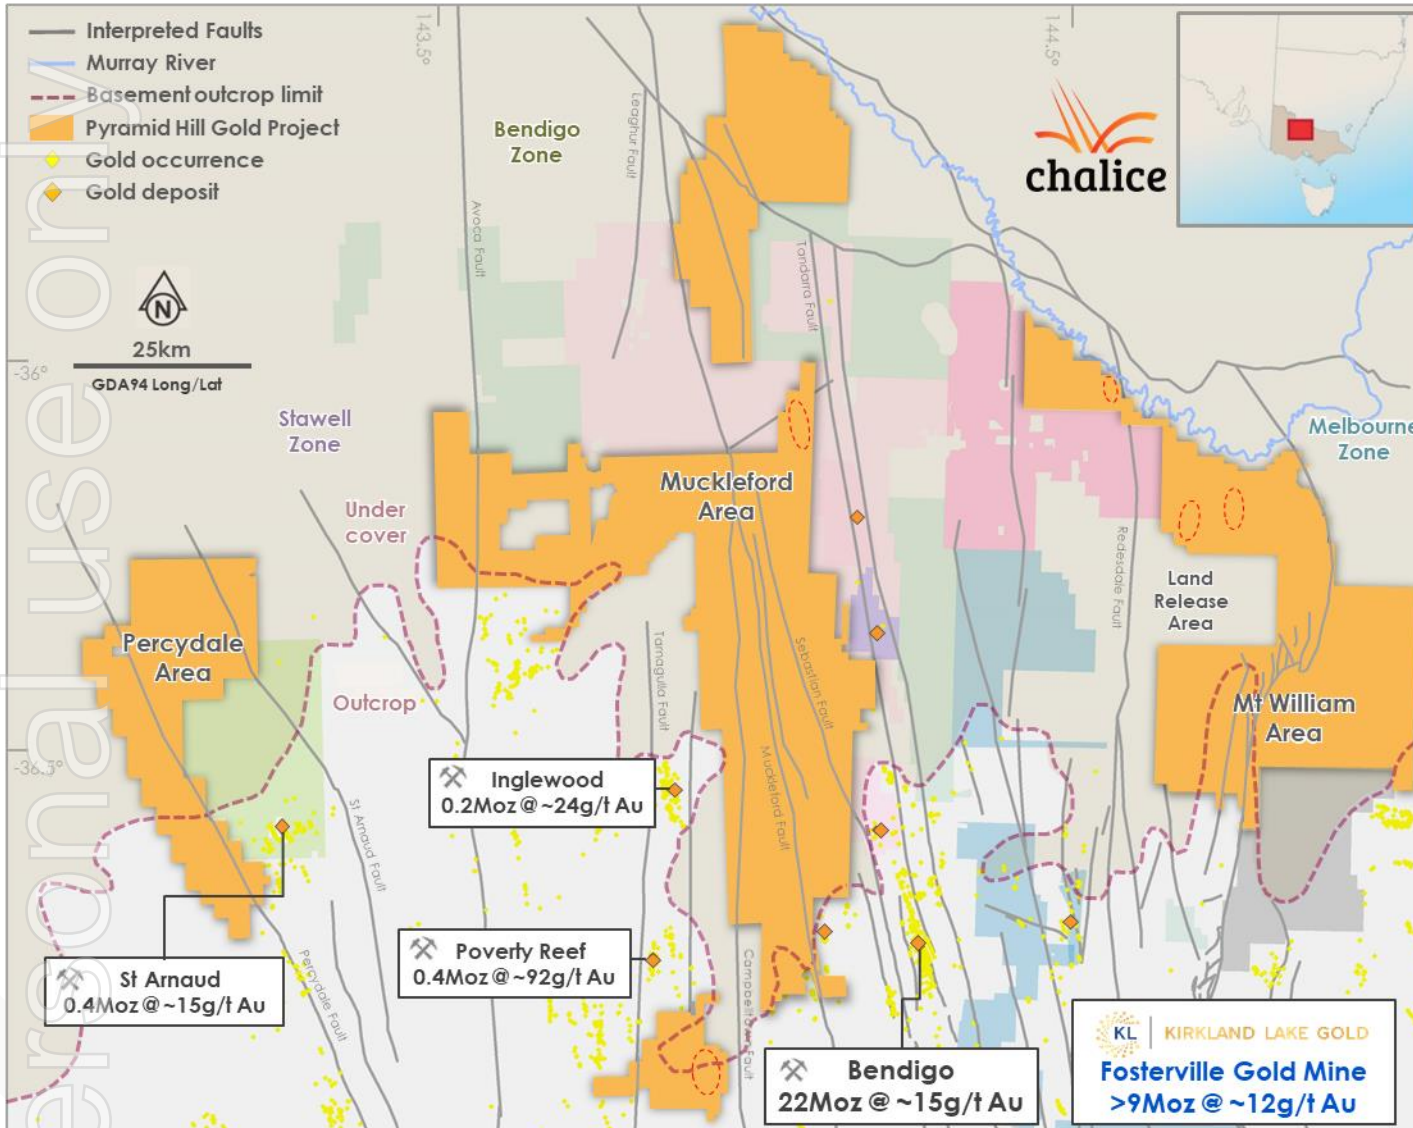 Interpreted Faults
Murray River
Basement outcrop limit
Pyramid Hill Gold Project
Gold occurrence
Gold deposit
143.5°
144.5°
-36°
-36.5°
N
25km
GDA94 Long/Lat
chalice
Bendigo
Zone
Stawell
Zone
Melbourne
Zone
Under
cover
Outcrop
Muckleford
Area
Percydale
Area
Land
Release
Area
Mt William
Area
Leaghur Fault
Avoca Fault
Tandarra Fault
Redesdale Fault
Tarnagulla Fault
Sebastian Fault
Muckleford Fault
St Arnaud Fault
Percydale Fault
Campbeltown Fault
Inglewood
0.2Moz @ ~24g/t Au
Poverty Reef
0.4Moz @ ~92g/t Au
St Arnaud
0.4Moz @ ~15g/t Au
Bendigo
22Moz @ ~15g/t Au
KL KIRKLAND LAKE GOLD
Fosterville Gold Mine
>9Moz @ ~12g/t Au
ersonal use only